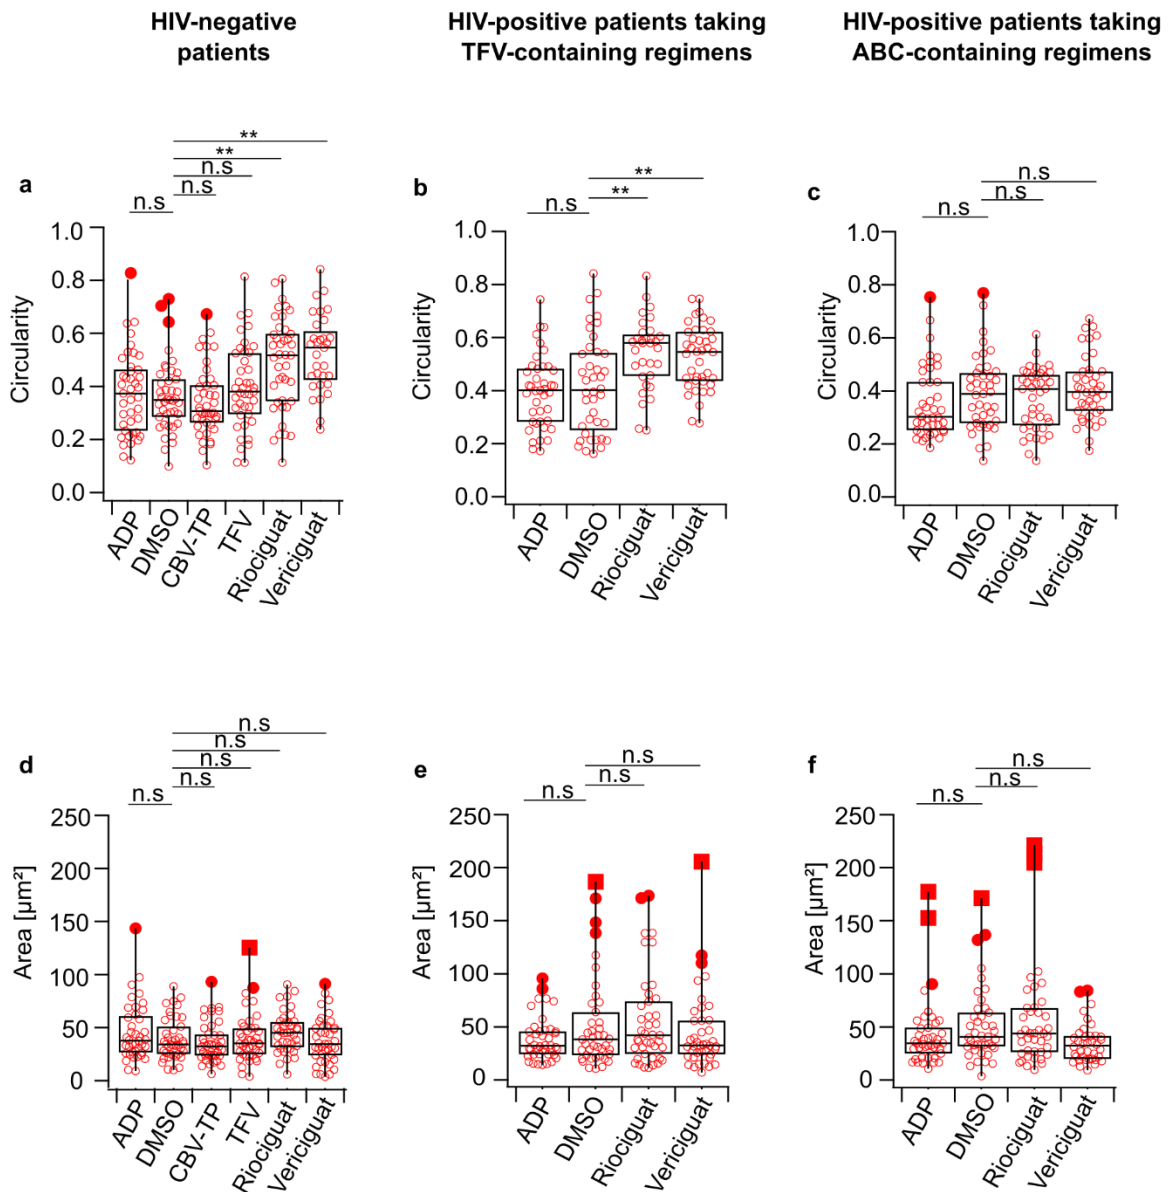 HIV-negative
patients
HIV-positive patients taking
TFV-containing regimens
HIV-positive patients taking
ABC-containing regimens
a
**
**
n.s
n.s
n.s
Circularity
1.0
0.8
0.6
0.4
0.2
0.0
ADP
DMSO
CBV-TP
TFV
Riociguat
Vericiguat
b
**
**
n.s
Circularity
1.0
0.8
0.6
0.4
0.2
0.0
ADP
DMSO
Riociguat
Vericiguat
c
n.s
n.s
n.s
Circularity
1.0
0.8
0.6
0.4
0.2
0.0
ADP
DMSO
Riociguat
Vericiguat
d
n.s
n.s
n.s
n.s
n.s
Area [µm²]
250
200
150
100
50
0
ADP
DMSO
CBV-TP
TFV
Riociguat
Vericiguat
e
n.s
n.s
n.s
Area [µm²]
250
200
150
100
50
0
ADP
DMSO
Riociguat
Vericiguat
f
n.s
n.s
n.s
Area [µm²]
250
200
150
100
50
0
ADP
DMSO
Riociguat
Vericiguat